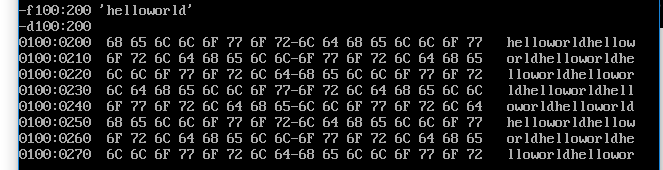 -f100:200 'helloworld'
-d100:200
0100:0200  68 65 6C 6C 6F 77 6F 72-6C 64 68 65 6C 6C 6F 77   helloworldhellow
0100:0210  6F 72 6C 64 68 65 6C 6C-6F 77 6F 72 6C 64 68 65   orldhelloworldhe
0100:0220  6C 6C 6F 77 6F 72 6C 64-68 65 6C 6C 6F 77 6F 72   lloworldhellowor
0100:0230  6C 64 68 65 6C 6C 6F 77-6F 72 6C 64 68 65 6C 6C   ldhelloworldhell
0100:0240  6F 77 6F 72 6C 64 68 65-6C 6C 6F 77 6F 72 6C 64   oworldhelloworld
0100:0250  68 65 6C 6C 6F 77 6F 72-6C 64 68 65 6C 6C 6F 77   helloworldhellow
0100:0260  6F 72 6C 64 68 65 6C 6C-6F 77 6F 72 6C 64 68 65   orldhelloworldhe
0100:0270  6C 6C 6F 77 6F 72 6C 64-68 65 6C 6C 6F 77 6F 72   lloworldhellowor